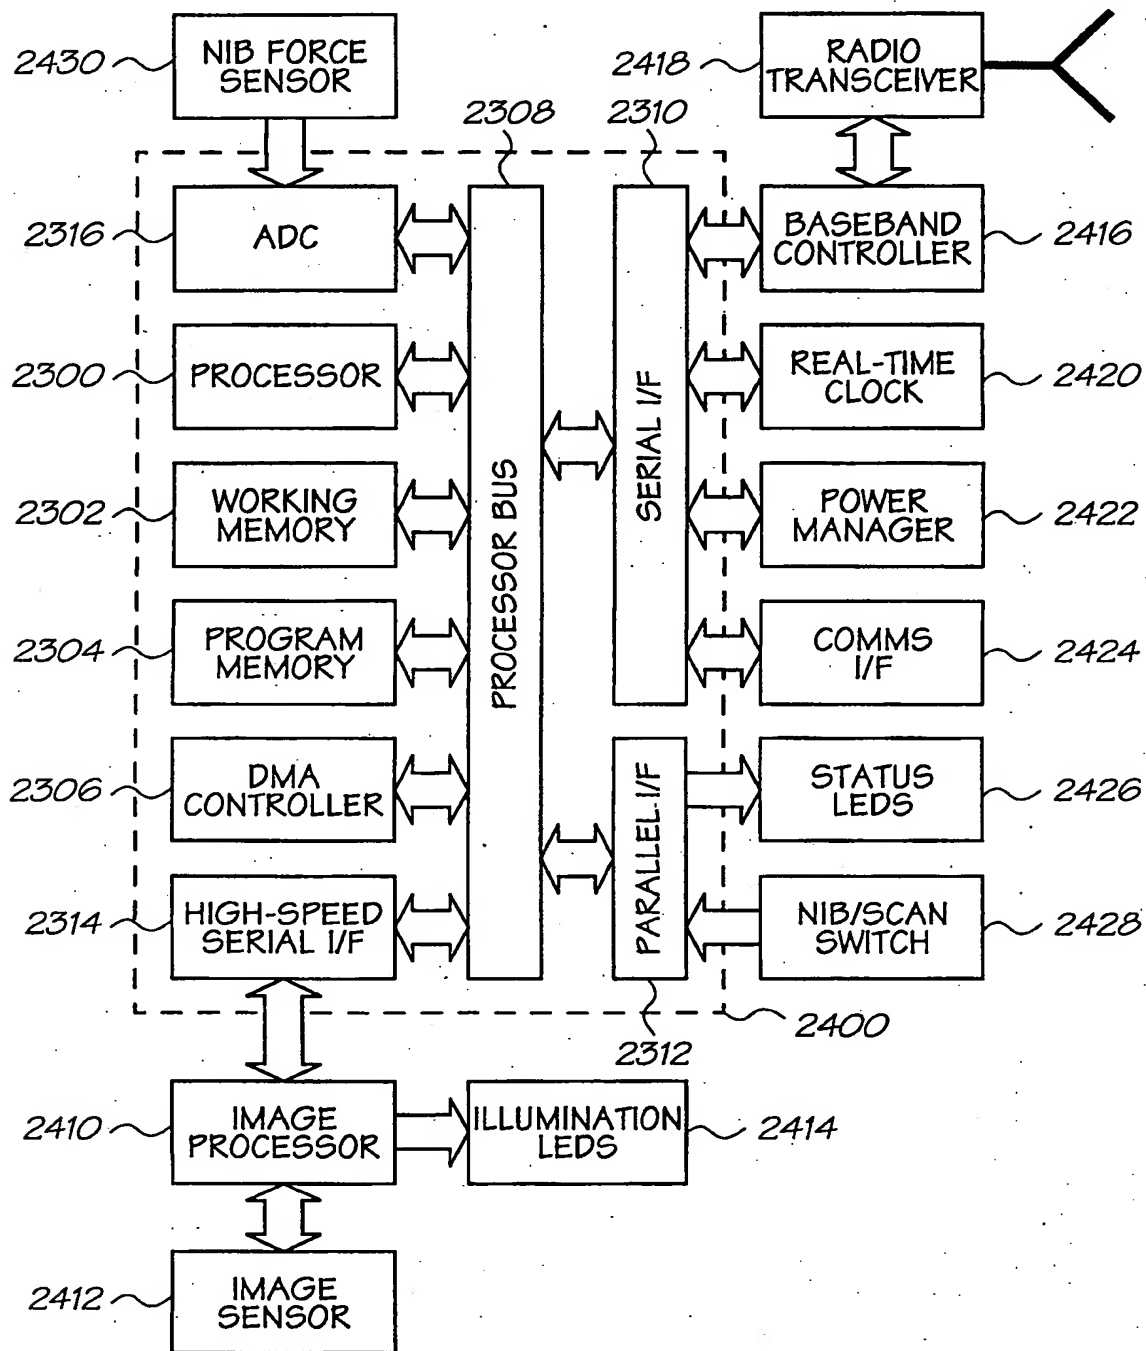 2430
NIB FORCE
SENSOR
2418
RADIO
TRANSCEIVER
2308
2310
2316
ADC
BASEBAND
CONTROLLER
2416
2300
PROCESSOR
REAL-TIME
CLOCK
2420
PROCESSOR BUS
SERIAL I/F
2302
WORKING
MEMORY
POWER
MANAGER
2422
2304
PROGRAM
MEMORY
COMMS
I/F
2424
2306
DMA
CONTROLLER
PARALLEL I/F
STATUS
LEDS
2426
2314
HIGH-SPEED
SERIAL I/F
NIB/SCAN
SWITCH
2428
2400
2312
2410
IMAGE
PROCESSOR
ILLUMINATION
LEDS
2414
2412
IMAGE
SENSOR